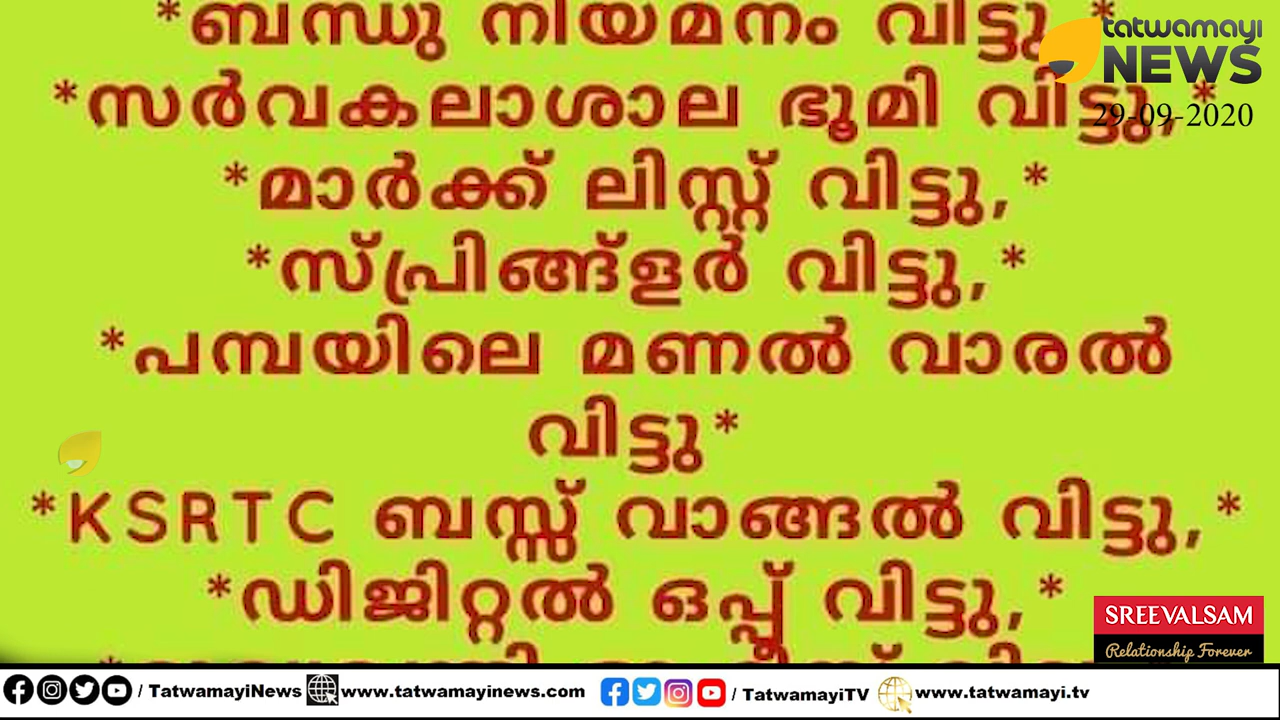 *ബന്ധു നിയമനം വിട്ടു,*
tatwamayi
NEWS
*സർവകലാശാല ഭൂമി വിട്ടു,*
29-09-2020
*മാർക്ക് ലിസ്റ്റ് വിട്ടു,*
*സ്പ്രിങ്ങ്ളർ വിട്ടു,*
*പമ്പയിലെ മണൽ വാരൽ
വിട്ടു*
*KSRTC ബസ്സ് വാങ്ങൽ വിട്ടു,*
*ഡിജിറ്റൽ ഒപ്പ് വിട്ടു,*
SREEVALSAM
Relationship Forever
/ TatwamayiNews www.tatwamayinews.com / TatwamayiTV www.tatwamayi.tv